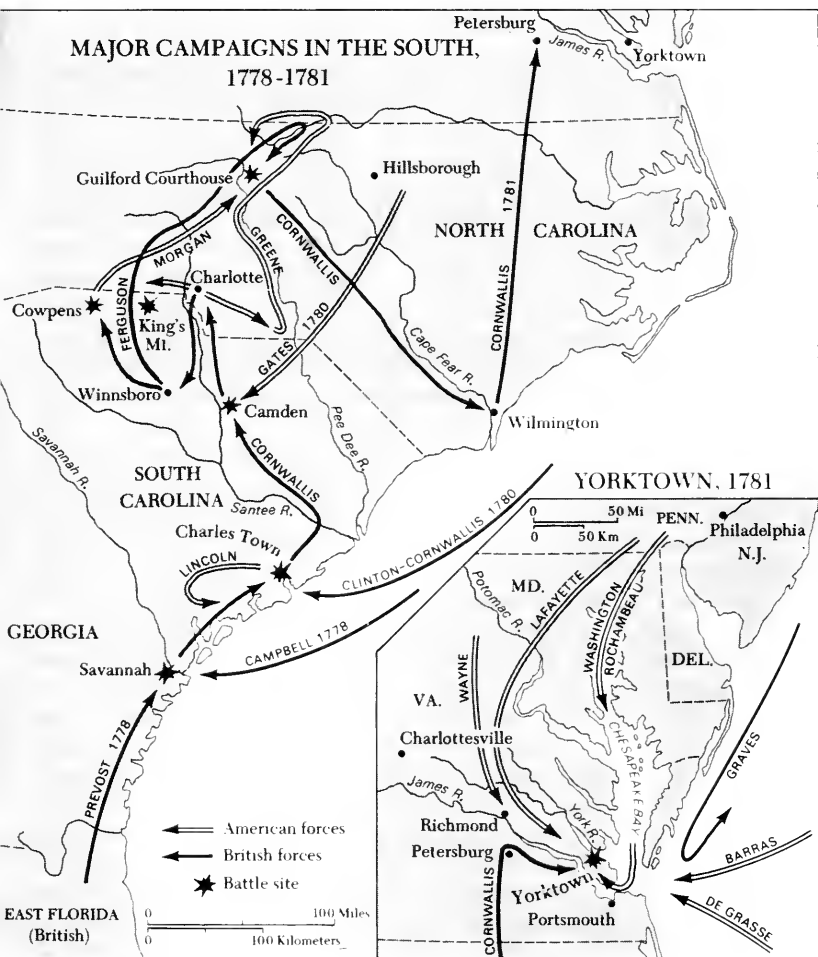 MAJOR CAMPAIGNS IN THE SOUTH,
1778-1781
Petersburg
James R.
Yorktown
Guilford Courthouse
Hillsborough
NORTH CAROLINA
MORGAN
GREENE
CORNWALLIS
CORNWALLIS 1781
Charlotte
Cowpens
FERGUSON
King's
Mt.
GATES 1780
Cape Fear R.
Winnsboro
Camden
Wilmington
Savannah R.
Pee Dee R.
SOUTH
CAROLINA
CORNWALLIS
Santee R.
Charles Town
LINCOLN
CLINTON-CORNWALLIS 1780
GEORGIA
CAMPBELL 1778
Savannah
PREVOST 1778
American forces
British forces
Battle site
EAST FLORIDA
(British)
0 100 Miles
0 100 Kilometers
YORKTOWN, 1781
0 50 Mi
0 50 Km
PENN.
Philadelphia
N.J.
MD.
Potomac R.
LAFAYETTE
WASHINGTON
ROCHAMBEAU
DEL.
WAYNE
VA.
Charlottesville
CHESAPEAKE BAY
GRAVES
James R.
York R.
Richmond
Petersburg
BARRAS
Yorktown
CORNWALLIS
Portsmouth
DE GRASSE